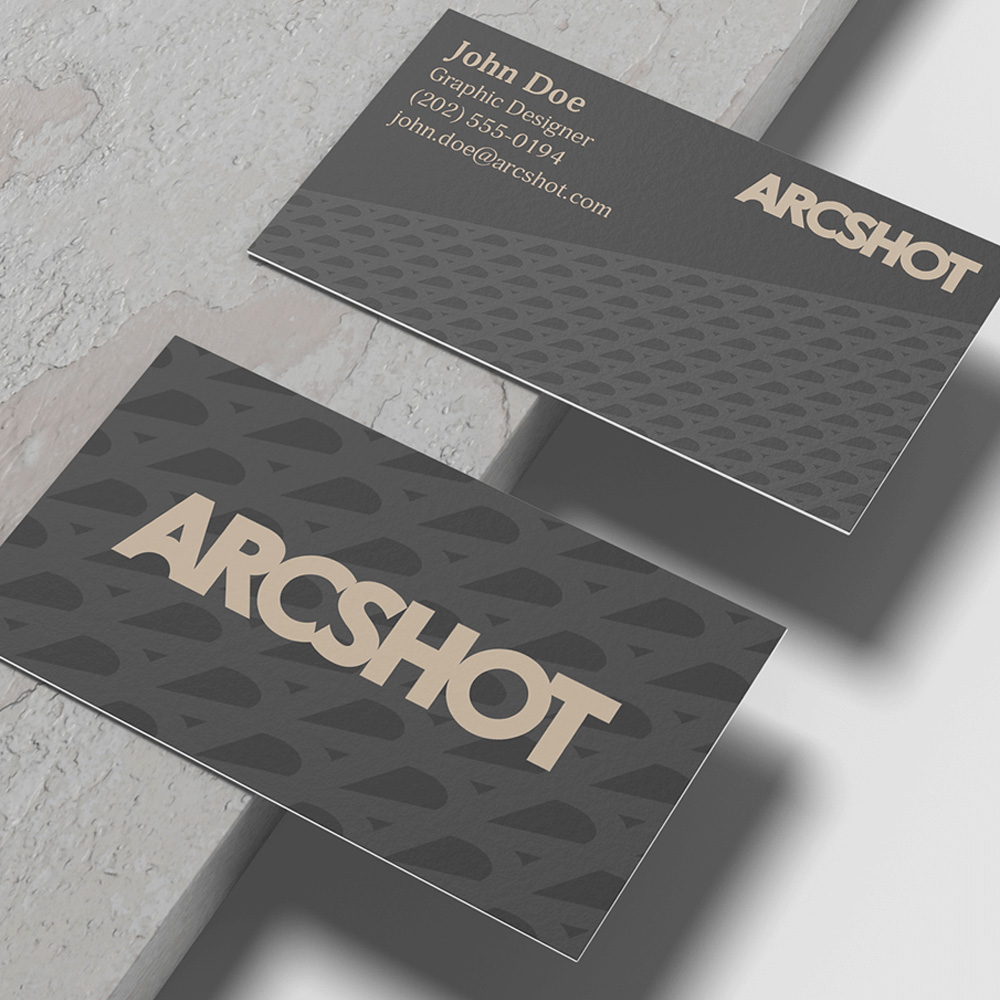 John Doe
Graphic Designer
(202) 555-0194
john.doe@arcshot.com
ARCSHOT
ARCSHOT